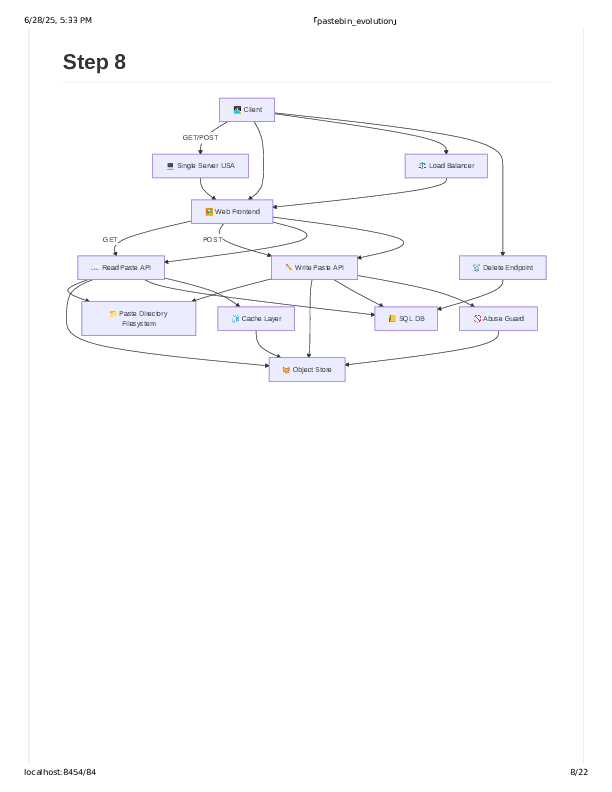 6/28/25, 5:33 PM
「pastebin_evolution」
Step 8
Client
GET/POST
Single Server USA
Load Balancer
Web Frontend
GET
POST
Read Paste API
Write Paste API
Delete Endpoint
Paste Directory
Filesystem
Cache Layer
SQL DB
Abuse Guard
Object Store
localhost:8454/84
8/22